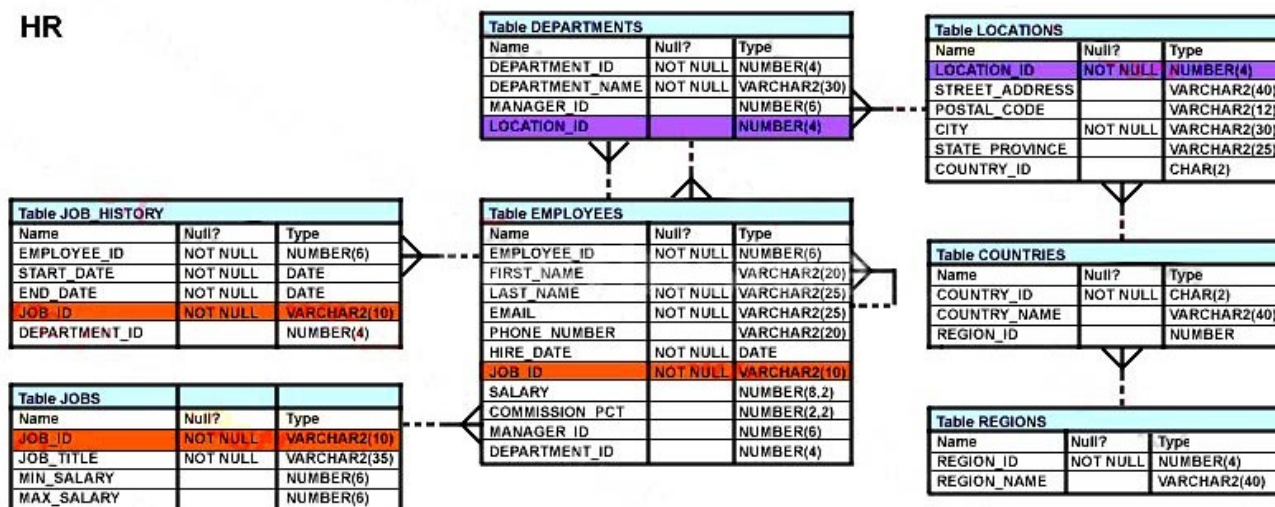 HR
Table DEPARTMENTS
Name Null? Type
DEPARTMENT_ID NOT NULL NUMBER(4)
DEPARTMENT_NAME NOT NULL VARCHAR2(30)
MANAGER_ID NUMBER(6)
LOCATION_ID NUMBER(4)
Table LOCATIONS
Name Null? Type
LOCATION_ID NOT NULL NUMBER(4)
STREET_ADDRESS VARCHAR2(40)
POSTAL_CODE VARCHAR2(12)
CITY NOT NULL VARCHAR2(30)
STATE_PROVINCE VARCHAR2(25)
COUNTRY_ID CHAR(2)
Table JOB_HISTORY
Name Null? Type
EMPLOYEE_ID NOT NULL NUMBER(6)
START_DATE NOT NULL DATE
END_DATE NOT NULL DATE
JOB_ID NOT NULL VARCHAR2(10)
DEPARTMENT_ID NUMBER(4)
Table EMPLOYEES
Name Null? Type
EMPLOYEE_ID NOT NULL NUMBER(6)
FIRST_NAME VARCHAR2(20)
LAST_NAME NOT NULL VARCHAR2(25)
EMAIL NOT NULL VARCHAR2(25)
PHONE_NUMBER VARCHAR2(20)
HIRE_DATE NOT NULL DATE
JOB_ID NOT NULL VARCHAR2(10)
SALARY NUMBER(8,2)
COMMISSION_PCT NUMBER(2,2)
MANAGER_ID NUMBER(6)
DEPARTMENT_ID NUMBER(4)
Table COUNTRIES
Name Null? Type
COUNTRY_ID NOT NULL CHAR(2)
COUNTRY_NAME VARCHAR2(40)
REGION_ID NUMBER
Table JOBS
Name Null? Type
JOB_ID NOT NULL VARCHAR2(10)
JOB_TITLE NOT NULL VARCHAR2(35)
MIN_SALARY NUMBER(6)
MAX_SALARY NUMBER(6)
Table REGIONS
Name Null? Type
REGION_ID NOT NULL NUMBER(4)
REGION_NAME VARCHAR2(40)